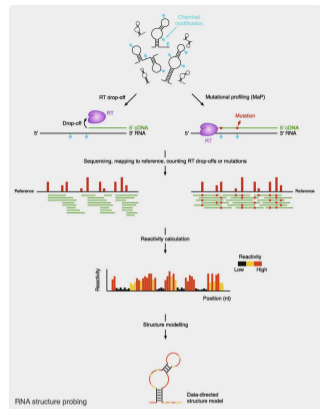 Chemical
modification
RT drop-off
Mutational profiling (MaP)
RT
Drop-off
5' cDNA
5'
3' RNA
Mutation
5' cDNA
5'
3' RNA
RT
Sequencing, mapping to reference, counting RT drop-offs or mutations
Reference
Reference
Reactivity calculation
Reactivity
Reactivity
Low
High
Position (nt)
Structure modelling
Data-directed
structure model
RNA structure probing